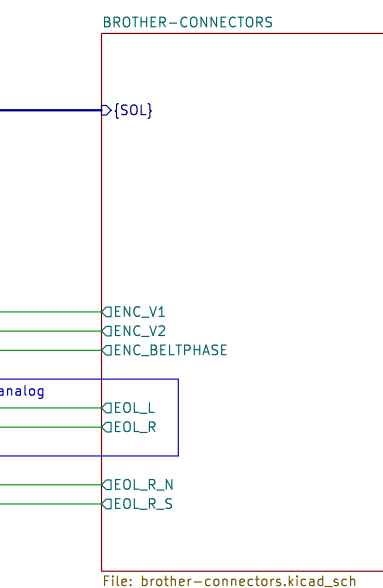 BROTHER-CONNECTORS
{SOL}
ENC_V1
ENC_V2
ENC_BELTPHASE
analog
EOL_L
EOL_R
EOL_R_N
EOL_R_S
File: brother-connectors.kicad_sch